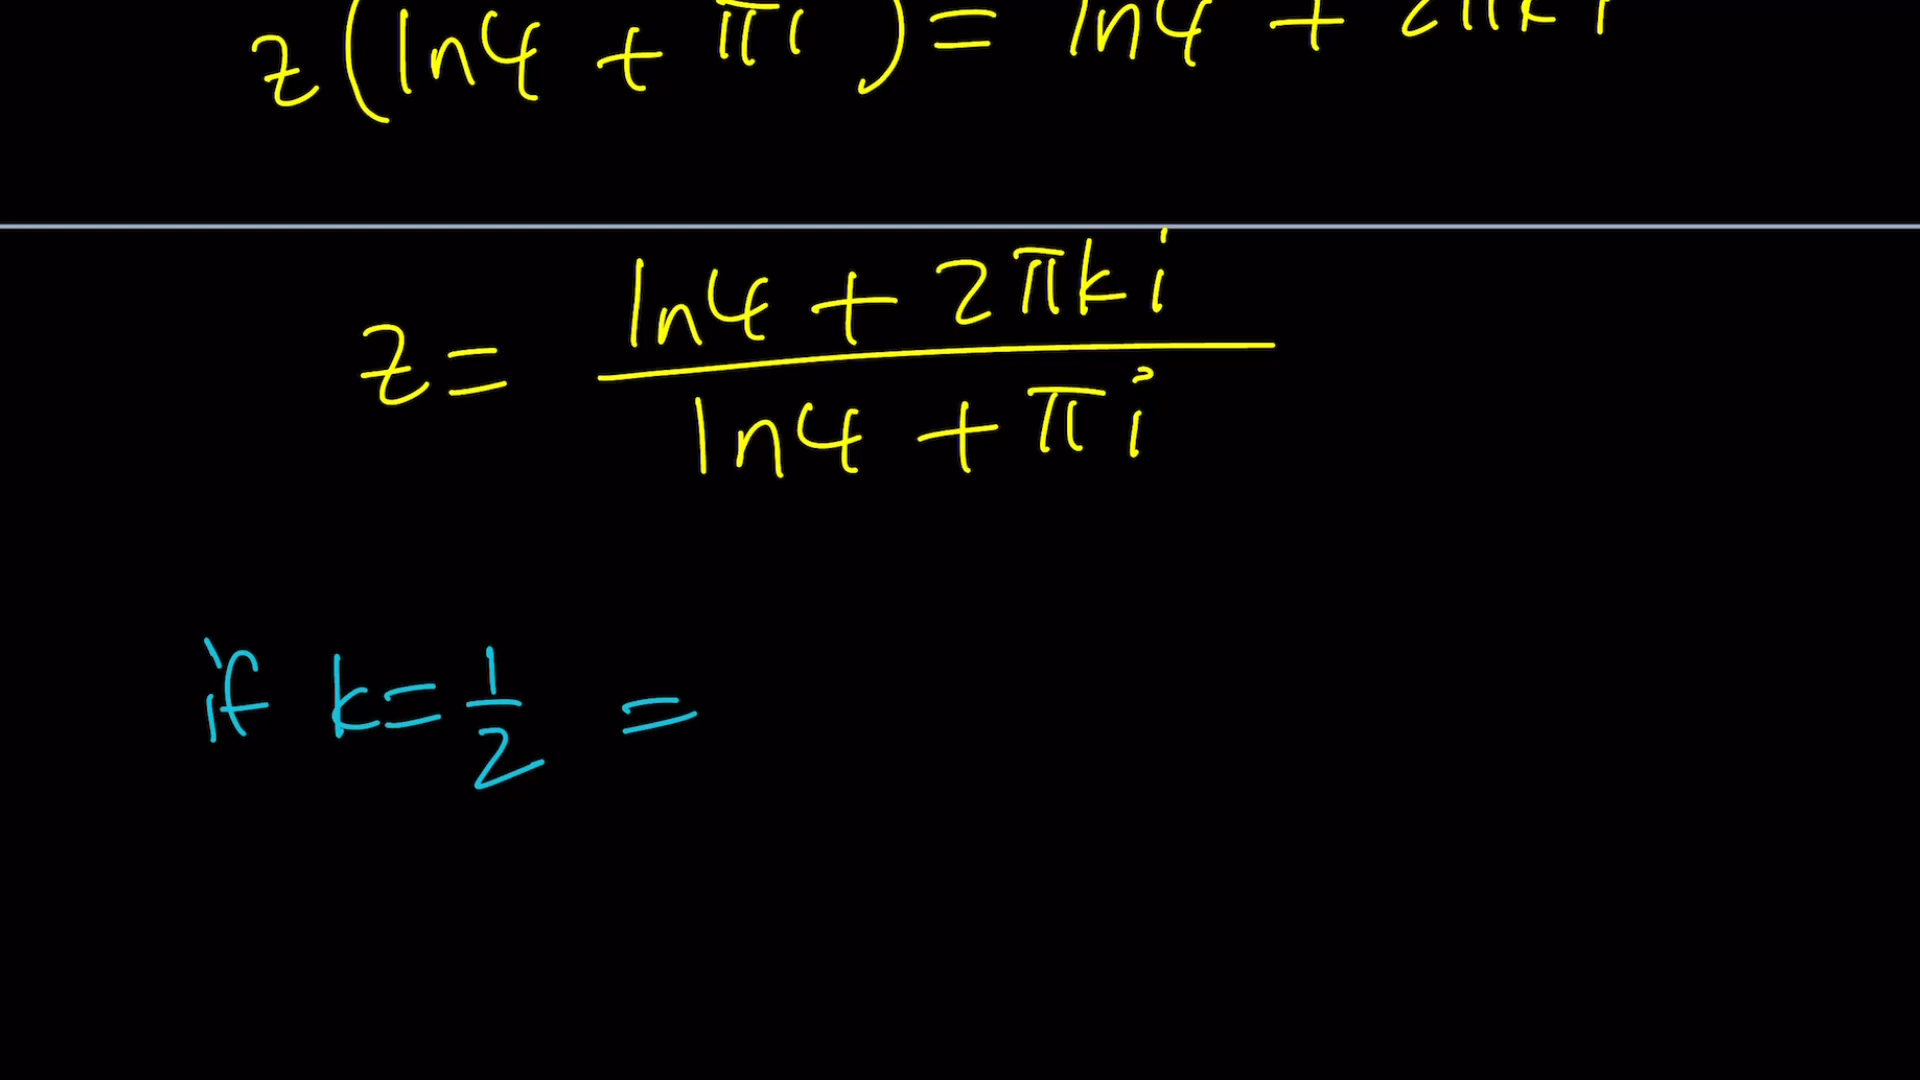 z(ln4 + πi) = ln4 + 2πki
z = ln4 + 2πki
ln4 + πi
if k = 1/2 =